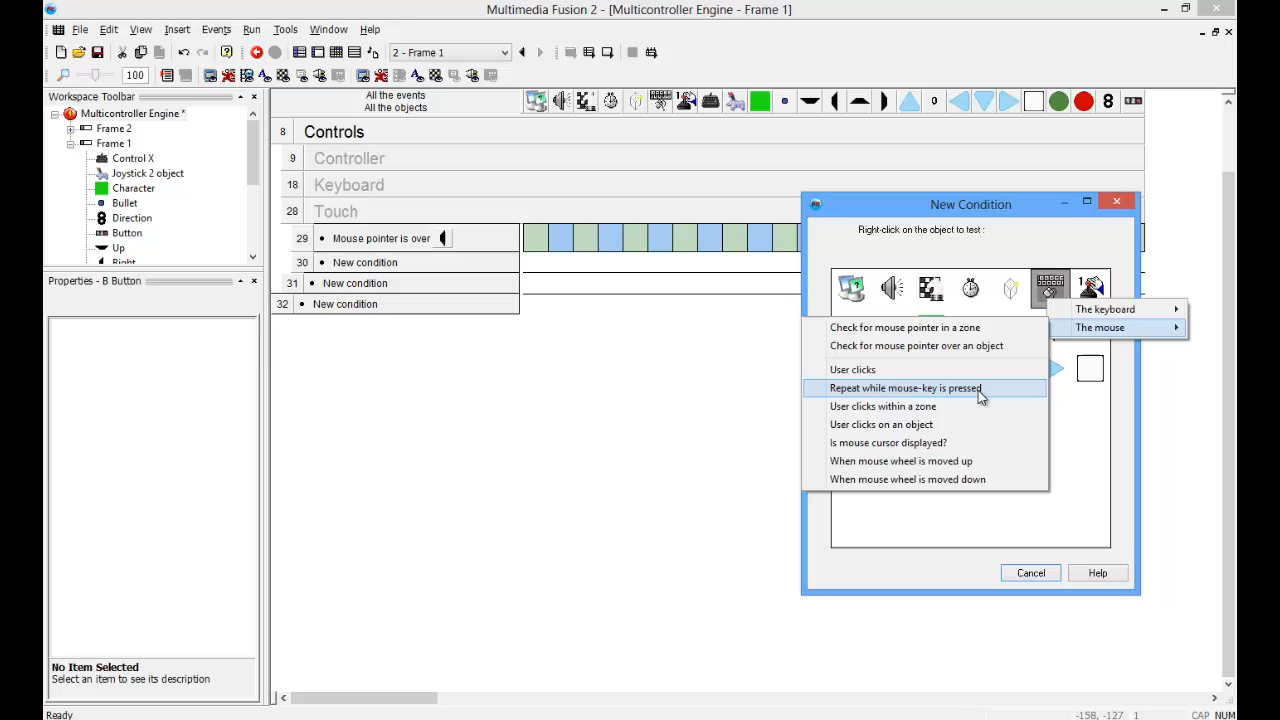 Multimedia Fusion 2 - [Multicontroller Engine - Frame 1]
File Edit View Insert Events Run Tools Window Help
2 - Frame 1
100
Workspace Toolbar
Multicontroller Engine *
Frame 2
Frame 1
Control X
Joystick 2 object
Character
Bullet
Direction
Button
Up
Right
Properties - B Button
No Item Selected
Select an item to see its description
All the events
All the objects
0 8
8 Controls
9 Controller
18 Keyboard
28 Touch
29 • Mouse pointer is over
30 • New condition
31 • New condition
32 • New condition
New Condition
Right-click on the object to test :
The keyboard
The mouse
Check for mouse pointer in a zone
Check for mouse pointer over an object
User clicks
Repeat while mouse-key is pressed
User clicks within a zone
User clicks on an object
Is mouse cursor displayed?
When mouse wheel is moved up
When mouse wheel is moved down
Cancel Help
Ready
-158, -127 1 CAP NUM